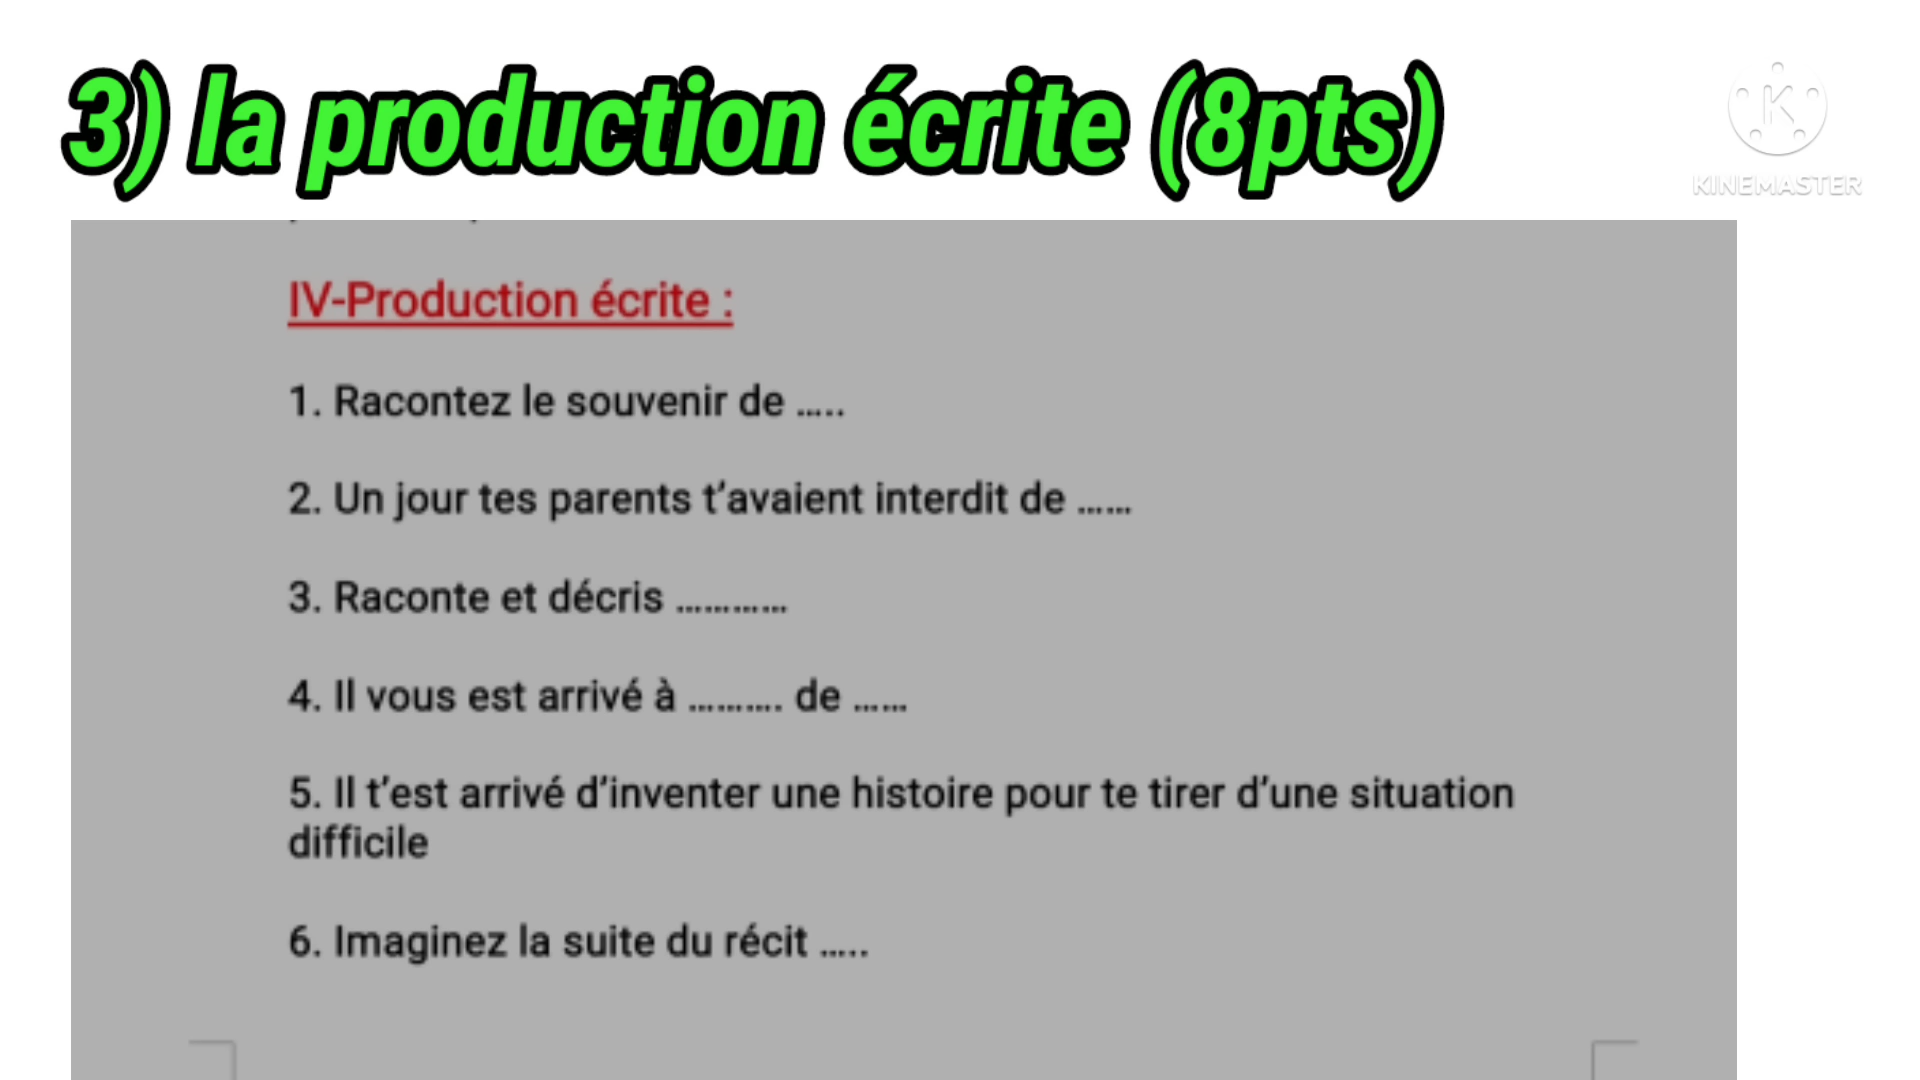 3) la production écrite (8pts)
KINEMASTER
IV-Production écrite :
1. Racontez le souvenir de .....
2. Un jour tes parents t’avaient interdit de ......
3. Raconte et décris ............
4. Il vous est arrivé à .......... de ......
5. Il t’est arrivé d’inventer une histoire pour te tirer d’une situation
difficile
6. Imaginez la suite du récit .....